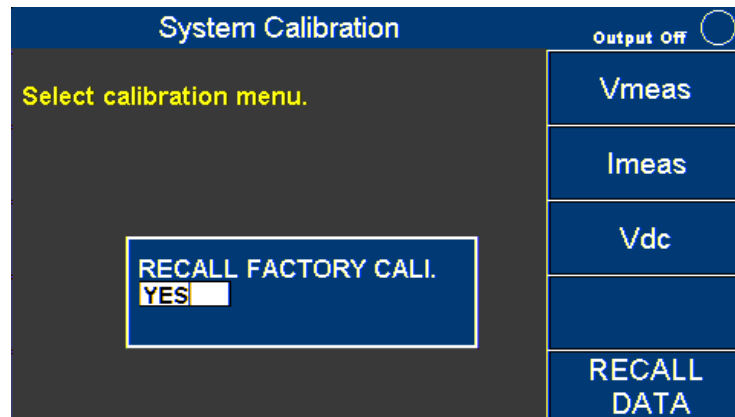 System Calibration
Output Off
Select calibration menu.
Vmeas
Imeas
Vdc
RECALL FACTORY CALI.
YES
RECALL
DATA